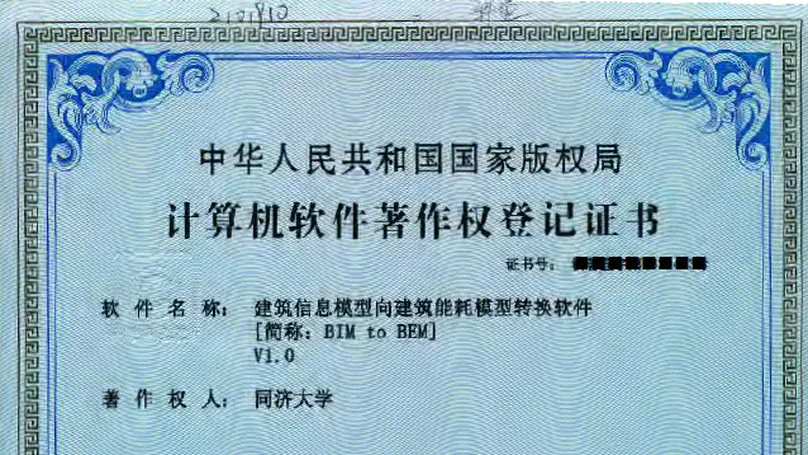 2101910
中华人民共和国国家版权局
计算机软件著作权登记证书
证书号：
软 件 名 称： 建筑信息模型向建筑能耗模型转换软件
[简称：BIM to BEM]
V1.0
著 作 权 人： 同济大学